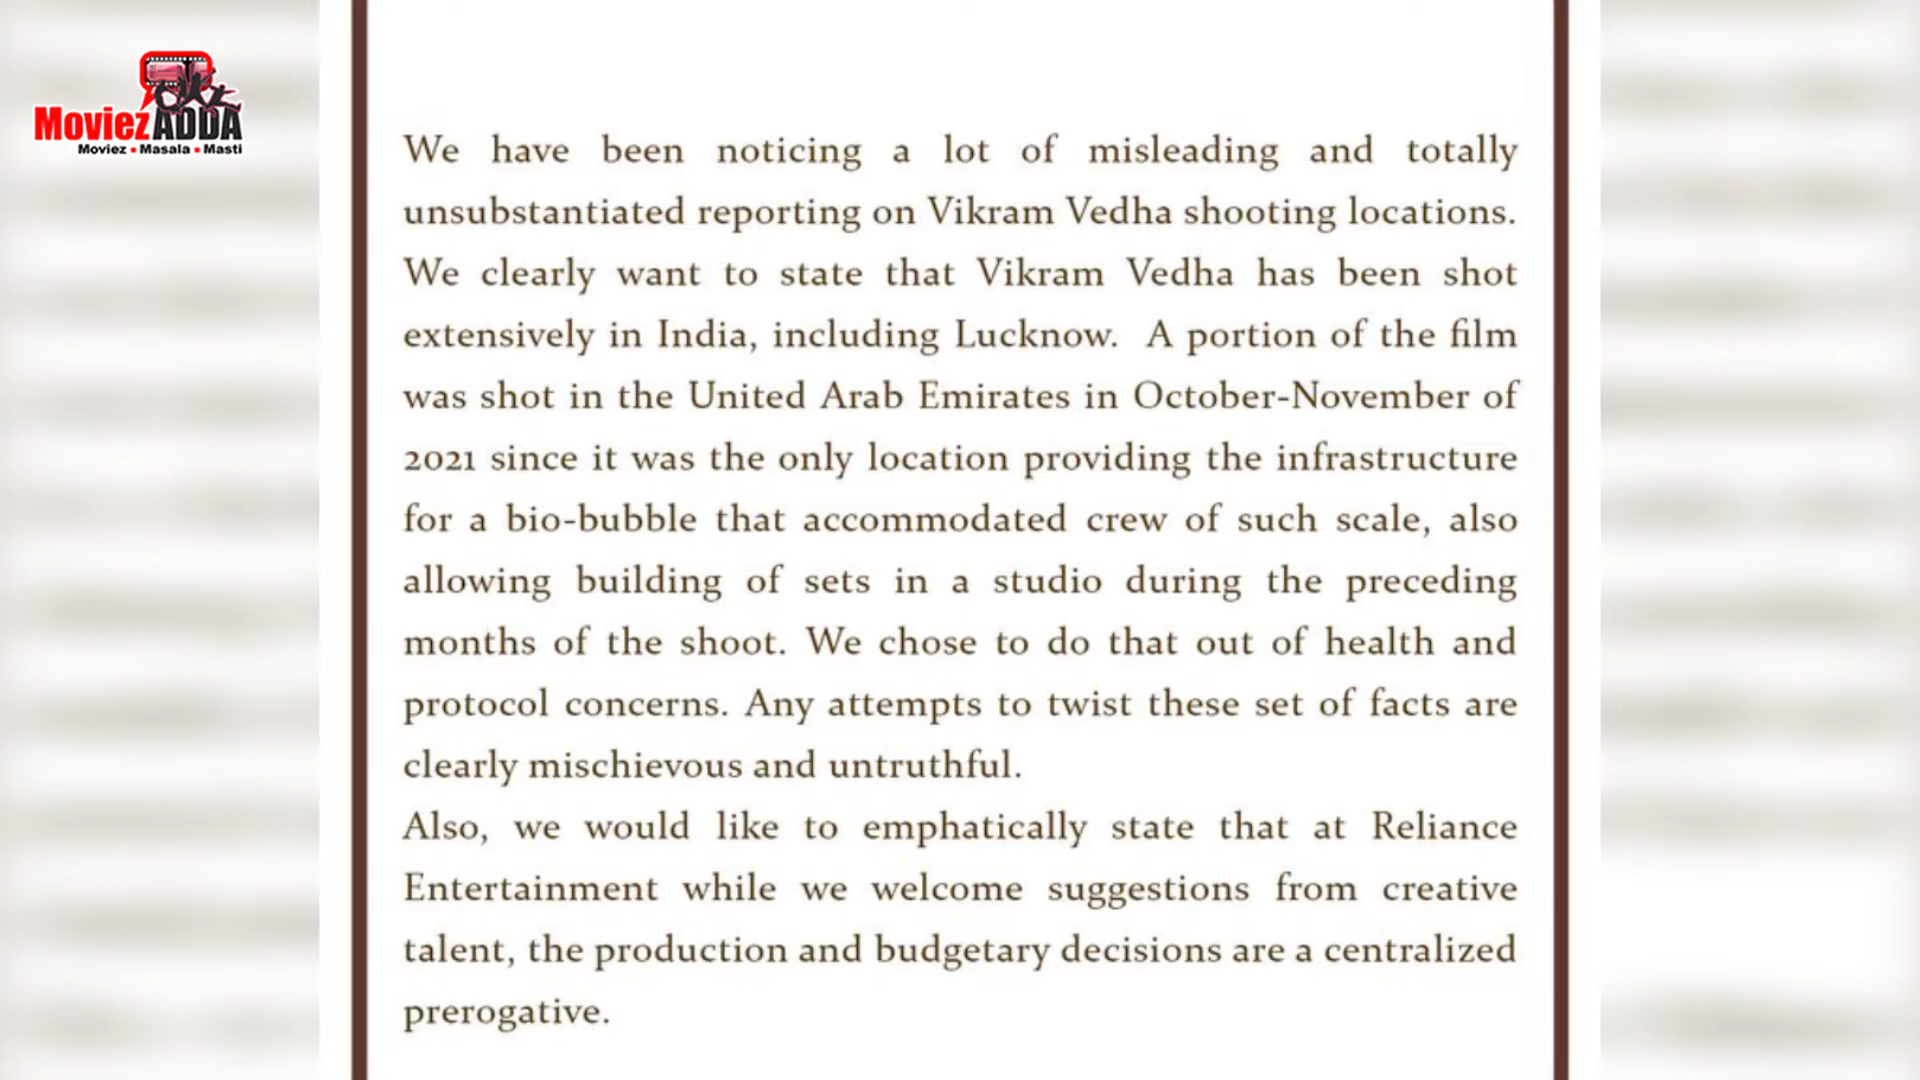 MoviezADDA
Moviez • Masala • Masti
We have been noticing a lot of misleading and totally
unsubstantiated reporting on Vikram Vedha shooting locations.
We clearly want to state that Vikram Vedha has been shot
extensively in India, including Lucknow. A portion of the film
was shot in the United Arab Emirates in October-November of
2021 since it was the only location providing the infrastructure
for a bio-bubble that accommodated crew of such scale, also
allowing building of sets in a studio during the preceding
months of the shoot. We chose to do that out of health and
protocol concerns. Any attempts to twist these set of facts are
clearly mischievous and untruthful.
Also, we would like to emphatically state that at Reliance
Entertainment while we welcome suggestions from creative
talent, the production and budgetary decisions are a centralized
prerogative.